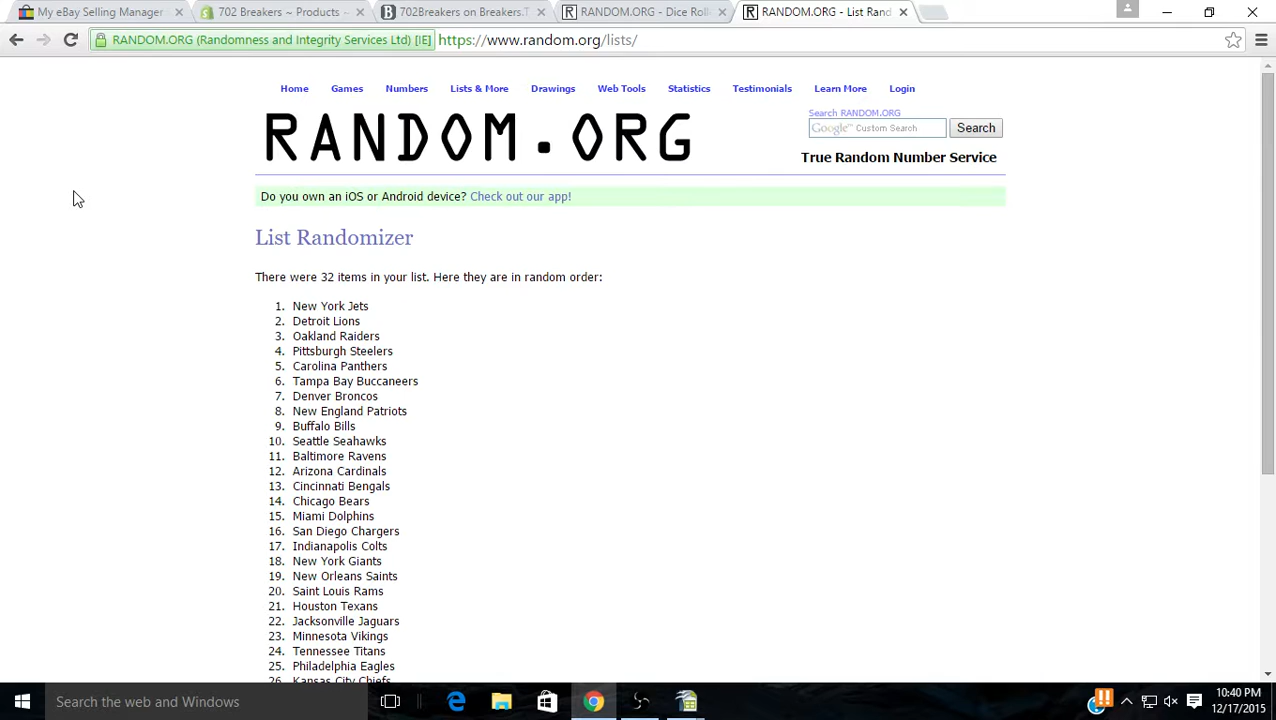 My eBay Selling Manager
702 Breakers ~ Products ~
702Breakers on Breakers.T
RANDOM.ORG - Dice Roll
RANDOM.ORG - List Ran
RANDOM.ORG (Randomness and Integrity Services Ltd) [IE]
https://www.random.org/lists/
Home Games Numbers Lists & More Drawings Web Tools Statistics Testimonials Learn More Login
Search RANDOM.ORG
Google™ Custom Search
Search
RANDOM.ORG
True Random Number Service
Do you own an iOS or Android device? Check out our app!
List Randomizer
There were 32 items in your list. Here they are in random order:
1. New York Jets
2. Detroit Lions
3. Oakland Raiders
4. Pittsburgh Steelers
5. Carolina Panthers
6. Tampa Bay Buccaneers
7. Denver Broncos
8. New England Patriots
9. Buffalo Bills
10. Seattle Seahawks
11. Baltimore Ravens
12. Arizona Cardinals
13. Cincinnati Bengals
14. Chicago Bears
15. Miami Dolphins
16. San Diego Chargers
17. Indianapolis Colts
18. New York Giants
19. New Orleans Saints
20. Saint Louis Rams
21. Houston Texans
22. Jacksonville Jaguars
23. Minnesota Vikings
24. Tennessee Titans
25. Philadelphia Eagles
26. Kansas City Chiefs
Search the web and Windows
10:40 PM
12/17/2015